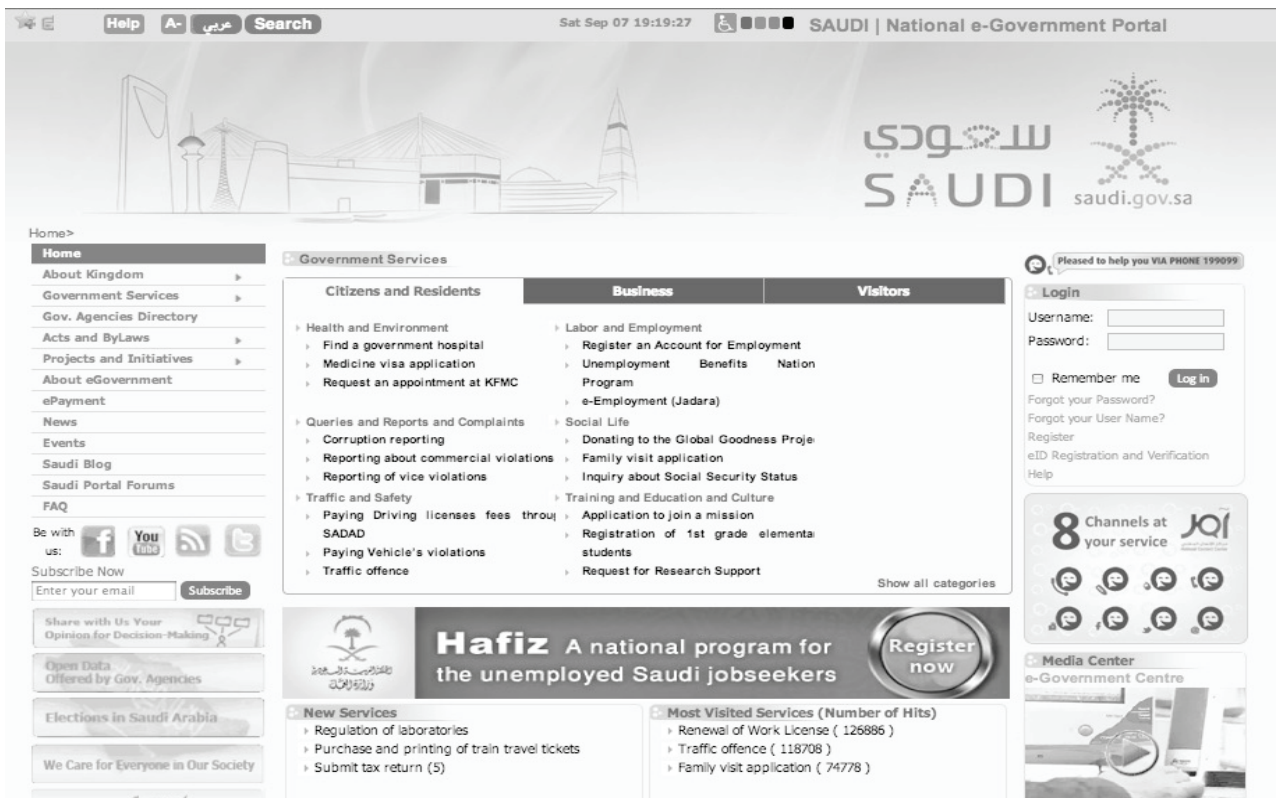 Help A- عربي Search
Sat Sep 07 19:19:27
SAUDI | National e-Government Portal
سعودي
SAUDI
saudi.gov.sa
Home>
Home
About Kingdom
Government Services
Gov. Agencies Directory
Acts and ByLaws
Projects and Initiatives
About eGovernment
ePayment
News
Events
Saudi Blog
Saudi Portal Forums
FAQ
Be with
us:
You
Tube
Subscribe Now
Enter your email
Subscribe
Share with Us Your
Opinion for Decision-Making
Open Data
Offered by Gov. Agencies
Elections in Saudi Arabia
We Care for Everyone in Our Society
Government Services
Citizens and Residents
Business
Visitors
Health and Environment
Find a government hospital
Medicine visa application
Request an appointment at KFMC
Labor and Employment
Register an Account for Employment
Unemployment Benefits Nation
Program
e-Employment (Jadara)
Queries and Reports and Complaints
Corruption reporting
Reporting about commercial violations
Reporting of vice violations
Social Life
Donating to the Global Goodness Proje
Family visit application
Inquiry about Social Security Status
Traffic and Safety
Paying Driving licenses fees throug
SADAD
Paying Vehicle's violations
Traffic offence
Training and Education and Culture
Application to join a mission
Registration of 1st grade elementa
students
Request for Research Support
Show all categories
Hafiz A national program for
the unemployed Saudi jobseekers
Register
now
New Services
Regulation of laboratories
Purchase and printing of train travel tickets
Submit tax return (5)
Most Visited Services (Number of Hits)
Renewal of Work License ( 126886 )
Traffic offence ( 118708 )
Family visit application ( 74778 )
Pleased to help you VIA PHONE 199099
Login
Username:
Password:
Remember me
Log in
Forgot your Password?
Forgot your User Name?
Register
eID Registration and Verification
Help
8 Channels at
your service
Media Center
e-Government Centre